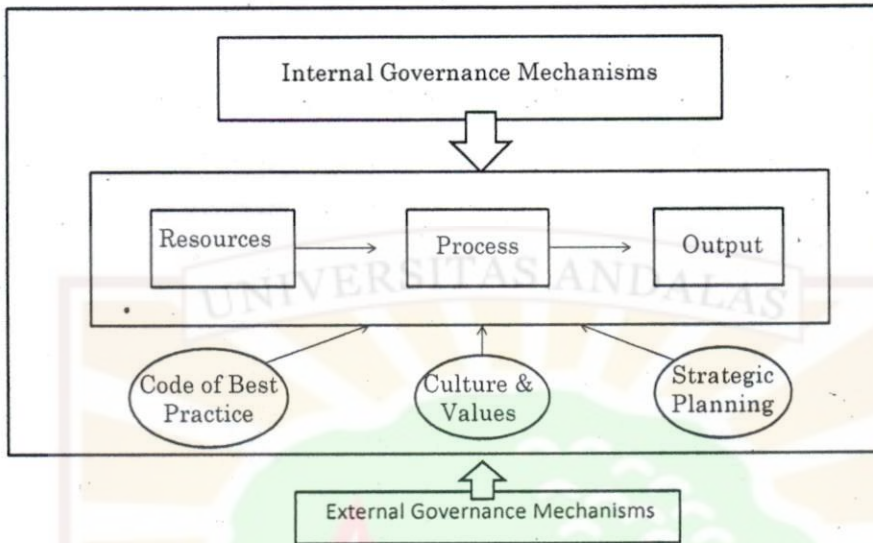 Internal Governance Mechanisms
Resources
Process
Output
UNIVERSITAS ANDALAS
Code of Best
Practice
Culture &
Values
Strategic
Planning
External Governance Mechanisms